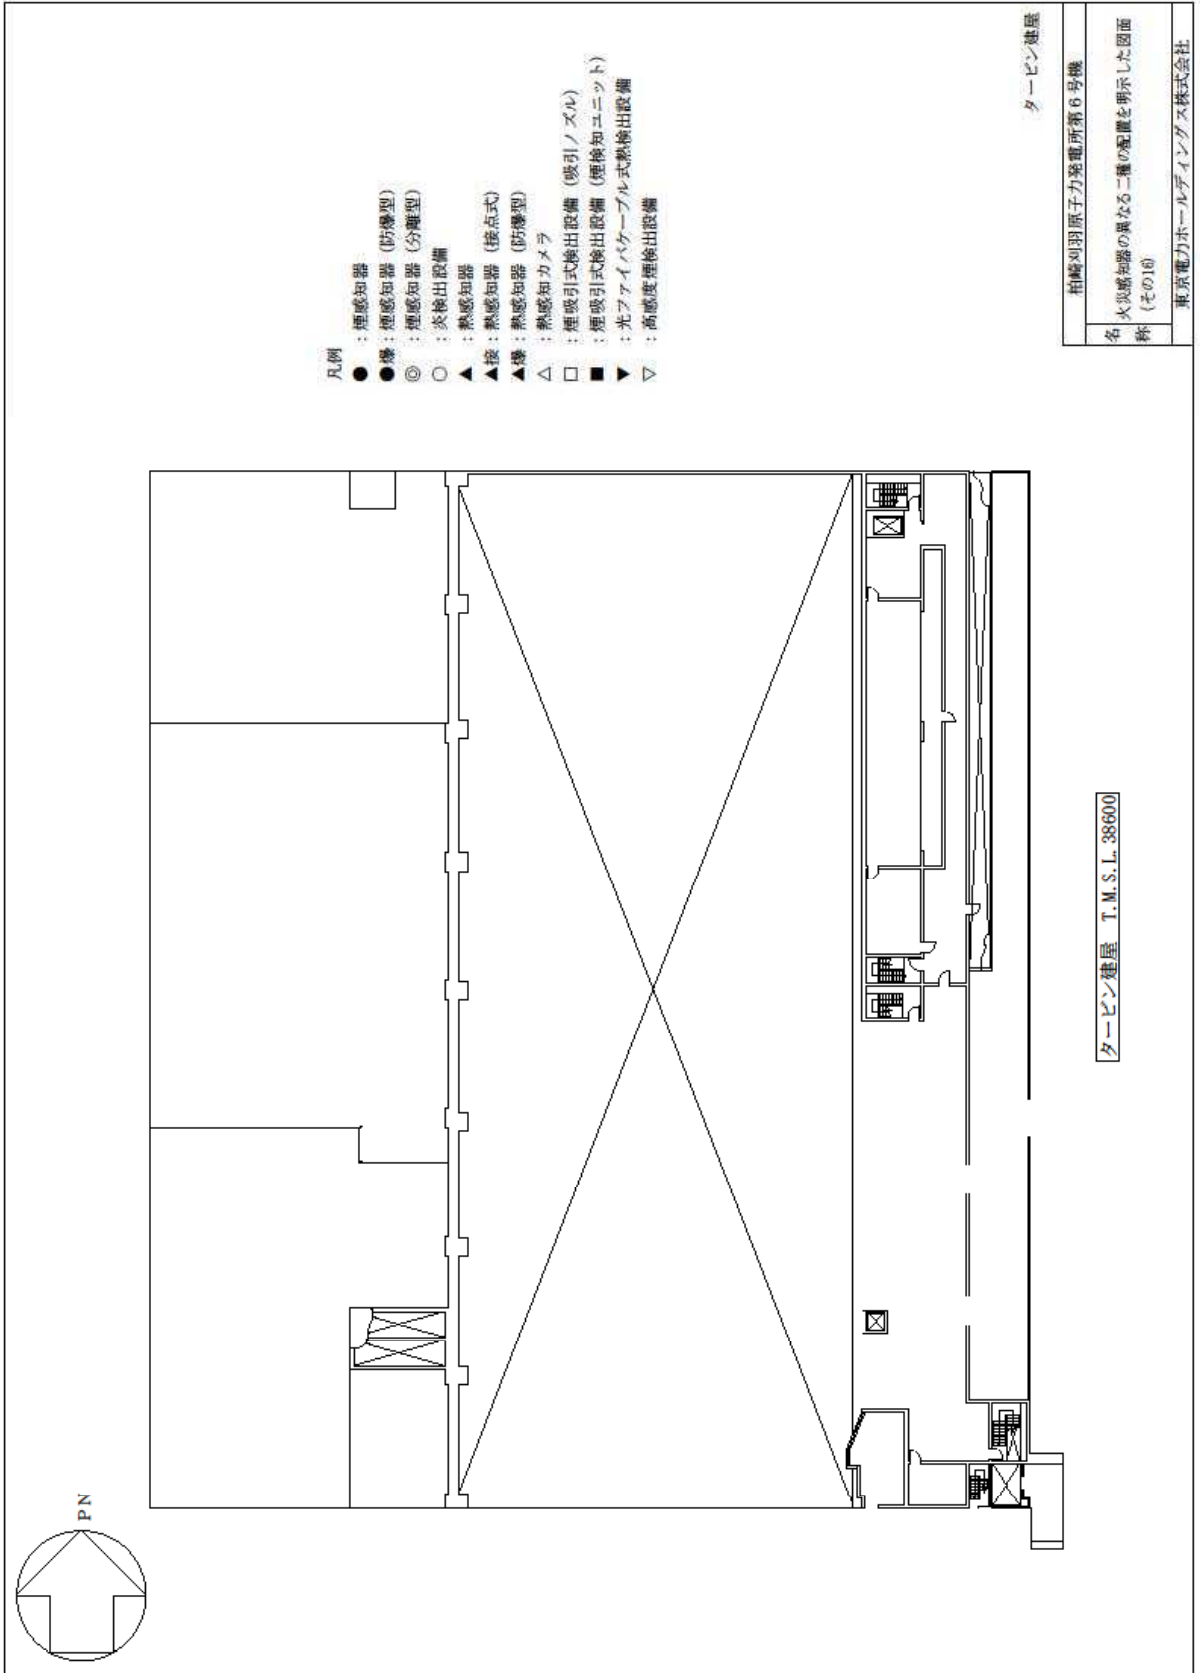 PN
凡例
● : 煙感知器
●爆 : 煙感知器 (防爆型)
◎ : 煙感知器 (分離型)
○ : 炎検出設備
▲ : 熱感知器
▲接 : 熱感知器 (接点式)
▲爆 : 熱感知器 (防爆型)
△ : 熱感知カメラ
□ : 煙吸引式検出設備 (吸引ノズル)
■ : 煙吸引式検出設備 (煙検知ユニット)
▼ : 光ファイバケーブル式熱検出設備
▽ : 高感度煙検出設備
タービン建屋 T.M.S.L.38600
タービン建屋
柏崎刈羽原子力発電所第6号機
名称
火災感知器の異なる二種の配置を明示した図面
(その16)
東京電力ホールディングス株式会社